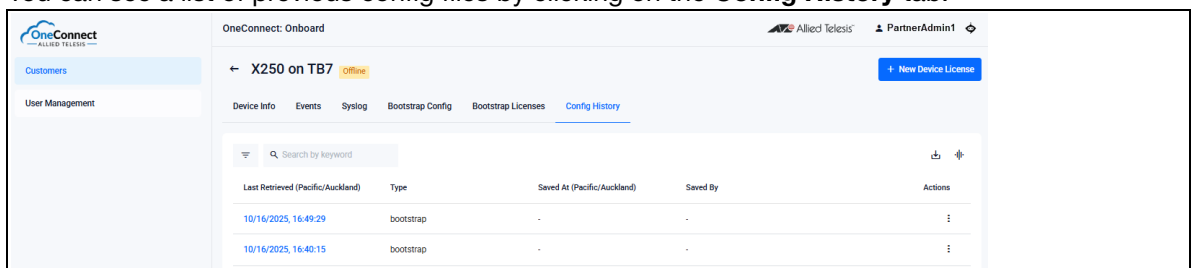 You can see a list of previous config files by clicking on the Config History tab.
OneConnect
ALLIED TELESIS
OneConnect: Onboard
Allied Telesis
PartnerAdmin1
Customers
User Management
← X250 on TB7 Offline
+ New Device License
Device Info Events Syslog Bootstrap Config Bootstrap Licenses Config History
Search by keyword
Last Retrieved (Pacific/Auckland) Type Saved At (Pacific/Auckland) Saved By Actions
10/16/2025, 16:49:29 bootstrap - -
10/16/2025, 16:40:15 bootstrap - -